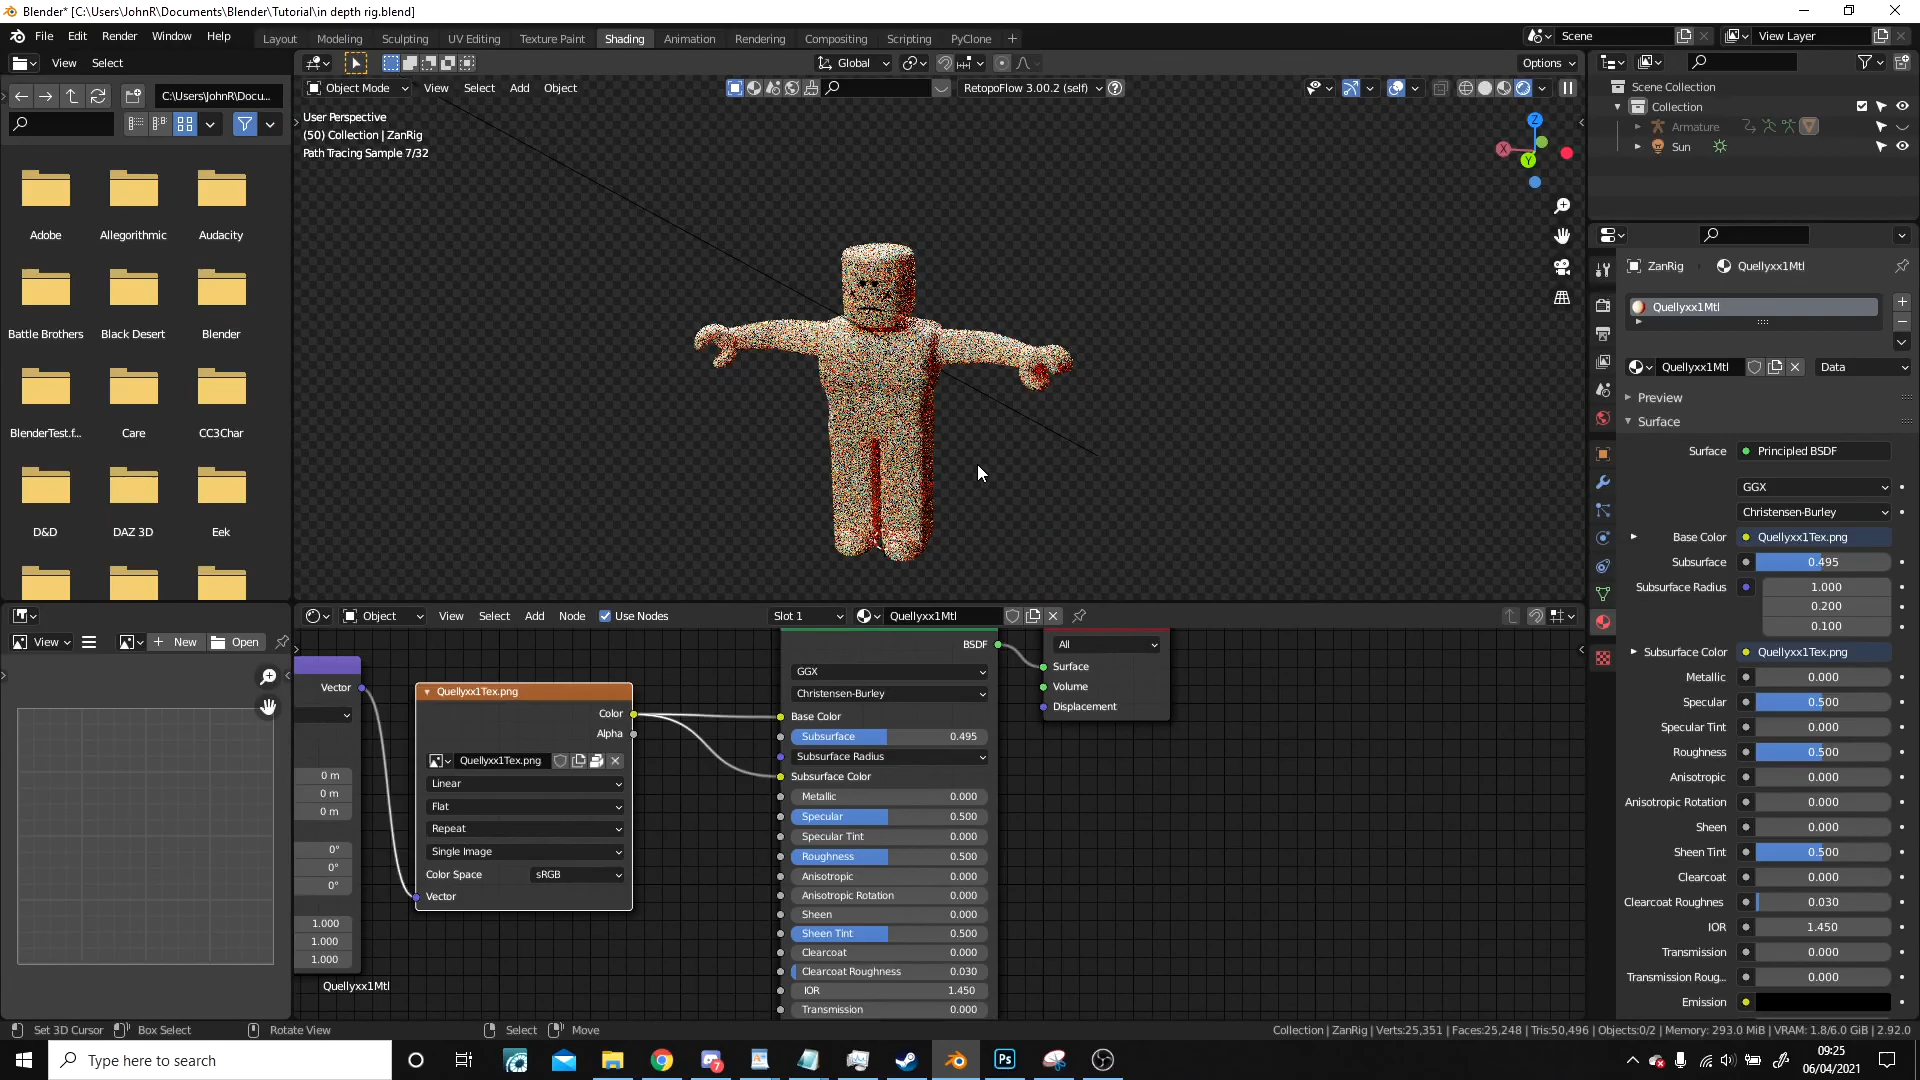 Blender* [C:\Users\JohnR\Documents\Blender\Tutorial\in depth rig.blend]
File Edit Render Window Help
Layout Modeling Sculpting UV Editing Texture Paint Shading Animation Rendering Compositing Scripting PyClone
Scene
View Layer
View Select
Global
Options
C:\Users\JohnR\Docu...
Object Mode View Select Add Object
RetopoFlow 3.00.2 (self)
User Perspective
(50) Collection | ZanRig
Path Tracing Sample 7/32
Z
X
Y
Adobe Allegorithmic Audacity
Battle Brothers Black Desert Blender
BlenderTest.f... Care CC3Char
D&D DAZ 3D Eek
Scene Collection
Collection
Armature
Sun
ZanRig Quellyxx1Mtl
Quellyxx1Mtl
Quellyxx1Mtl Data
Preview
Surface
Surface Principled BSDF
GGX
Christensen-Burley
Base Color Quellyxx1Tex.png
Subsurface 0.495
Subsurface Radius 1.000
0.200
0.100
Subsurface Color Quellyxx1Tex.png
Metallic 0.000
Specular 0.500
Specular Tint 0.000
Roughness 0.500
Anisotropic 0.000
Anisotropic Rotation 0.000
Sheen 0.000
Sheen Tint 0.500
Clearcoat 0.000
Clearcoat Roughnes 0.030
IOR 1.450
Transmission 0.000
Transmission Roug... 0.000
Emission
Object View Select Add Node Use Nodes Slot 1 Quellyxx1Mtl
View New Open
Vector
0 m
0 m
0 m
0°
0°
0°
1.000
1.000
1.000
Quellyxx1Mtl
Quellyxx1Tex.png
Color
Alpha
Quellyxx1Tex.png
Linear
Flat
Repeat
Single Image
Color Space sRGB
Vector
BSDF
GGX
Christensen-Burley
Base Color
Subsurface 0.495
Subsurface Radius
Subsurface Color
Metallic 0.000
Specular 0.500
Specular Tint 0.000
Roughness 0.500
Anisotropic 0.000
Anisotropic Rotation 0.000
Sheen 0.000
Sheen Tint 0.500
Clearcoat 0.000
Clearcoat Roughness 0.030
IOR 1.450
Transmission 0.000
All
Surface
Volume
Displacement
Set 3D Cursor Box Select Rotate View Select Move
Collection | ZanRig | Verts:25,351 | Faces:25,248 | Tris:50,496 | Objects:0/2 | Memory: 293.0 MiB | VRAM: 1.8/6.0 GiB | 2.92.0
Type here to search
7
Ps
09:25
06/04/2021